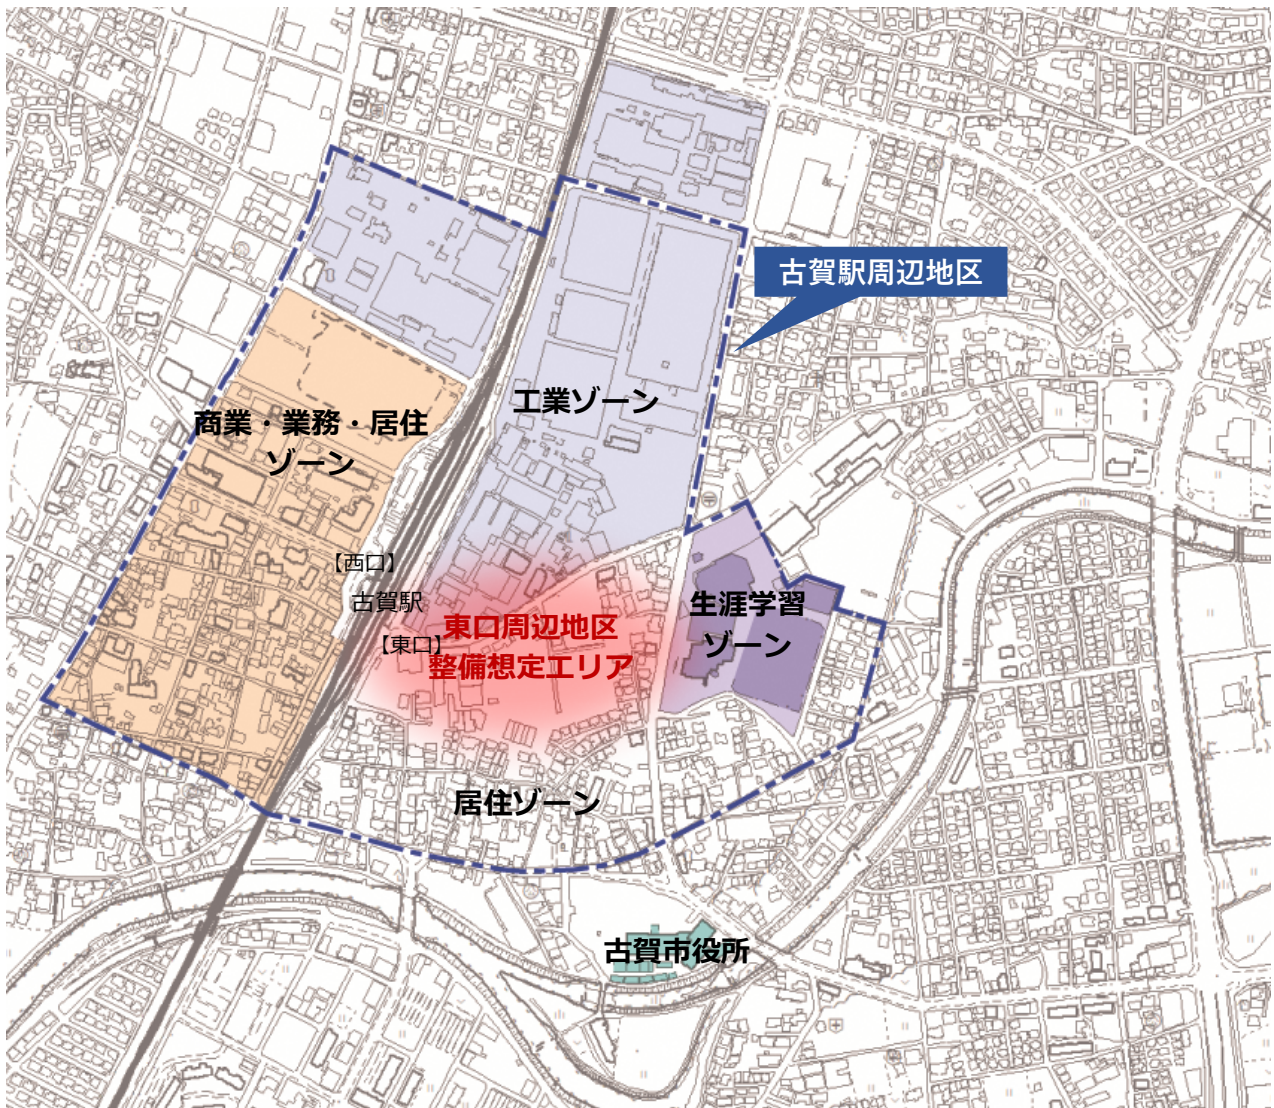 古賀駅周辺地区
工業ゾーン
商業・業務・居住
ゾーン
【西口】
古賀駅
【東口】
東口周辺地区
整備想定エリア
生涯学習
ゾーン
居住ゾーン
古賀市役所